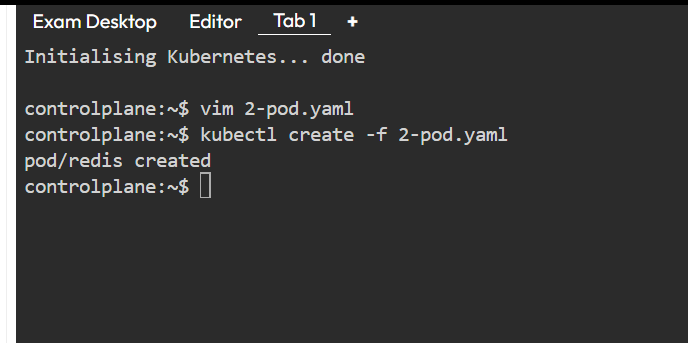 Exam Desktop Editor Tab 1 +
Initialising Kubernetes... done
controlplane:~$ vim 2-pod.yaml
controlplane:~$ kubectl create -f 2-pod.yaml
pod/redis created
controlplane:~$